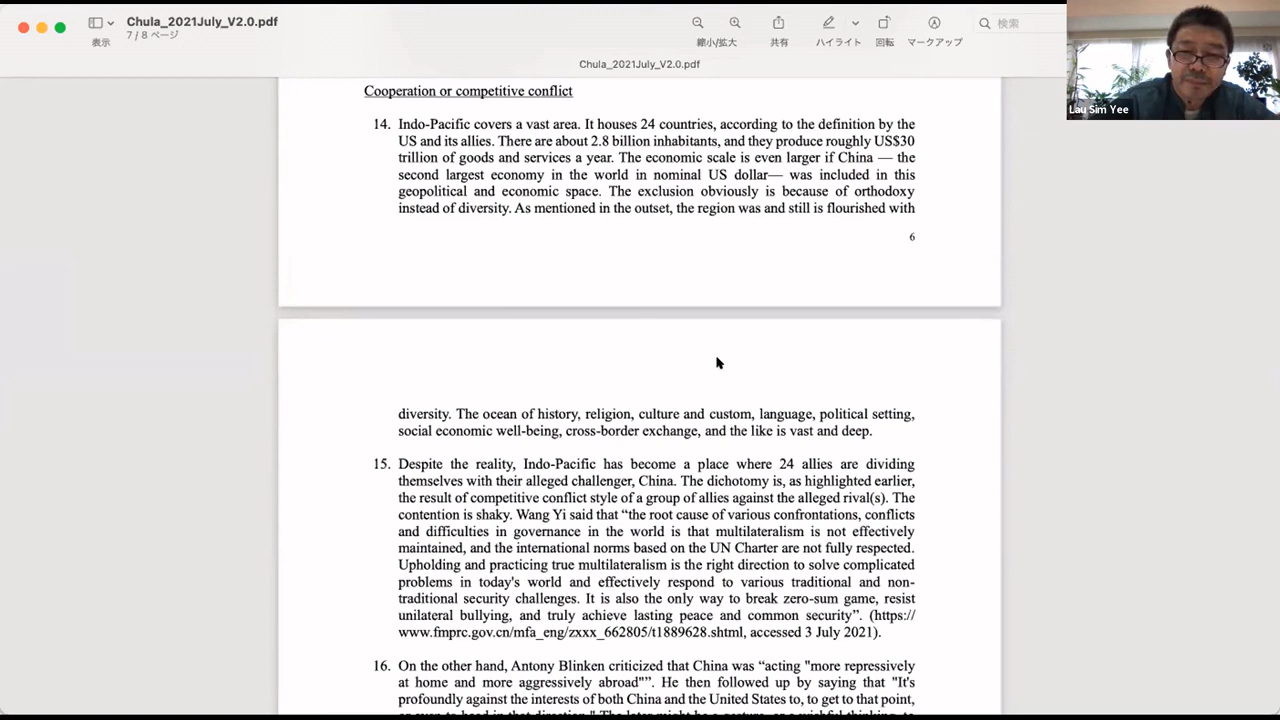 Chula_2021July_V2.0.pdf
7 / 8 ページ
表示
縮小/拡大
共有
ハイライト
回転
マークアップ
検索
Chula_2021July_V2.0.pdf
Lau Sim Yee
Cooperation or competitive conflict
14. Indo-Pacific covers a vast area. It houses 24 countries, according to the definition by the
US and its allies. There are about 2.8 billion inhabitants, and they produce roughly US$30
trillion of goods and services a year. The economic scale is even larger if China — the
second largest economy in the world in nominal US dollar— was included in this
geopolitical and economic space. The exclusion obviously is because of orthodoxy
instead of diversity. As mentioned in the outset, the region was and still is flourished with
6
diversity. The ocean of history, religion, culture and custom, language, political setting,
social economic well-being, cross-border exchange, and the like is vast and deep.
15. Despite the reality, Indo-Pacific has become a place where 24 allies are dividing
themselves with their alleged challenger, China. The dichotomy is, as highlighted earlier,
the result of competitive conflict style of a group of allies against the alleged rival(s). The
contention is shaky. Wang Yi said that “the root cause of various confrontations, conflicts
and difficulties in governance in the world is that multilateralism is not effectively
maintained, and the international norms based on the UN Charter are not fully respected.
Upholding and practicing true multilateralism is the right direction to solve complicated
problems in today's world and effectively respond to various traditional and non-
traditional security challenges. It is also the only way to break zero-sum game, resist
unilateral bullying, and truly achieve lasting peace and common security”. (https://
www.fmprc.gov.cn/mfa_eng/zxxx_662805/t1889628.shtml, accessed 3 July 2021).
16. On the other hand, Antony Blinken criticized that China was “acting "more repressively
at home and more aggressively abroad"”. He then followed up by saying that "It's
profoundly against the interests of both China and the United States to, to get to that point,